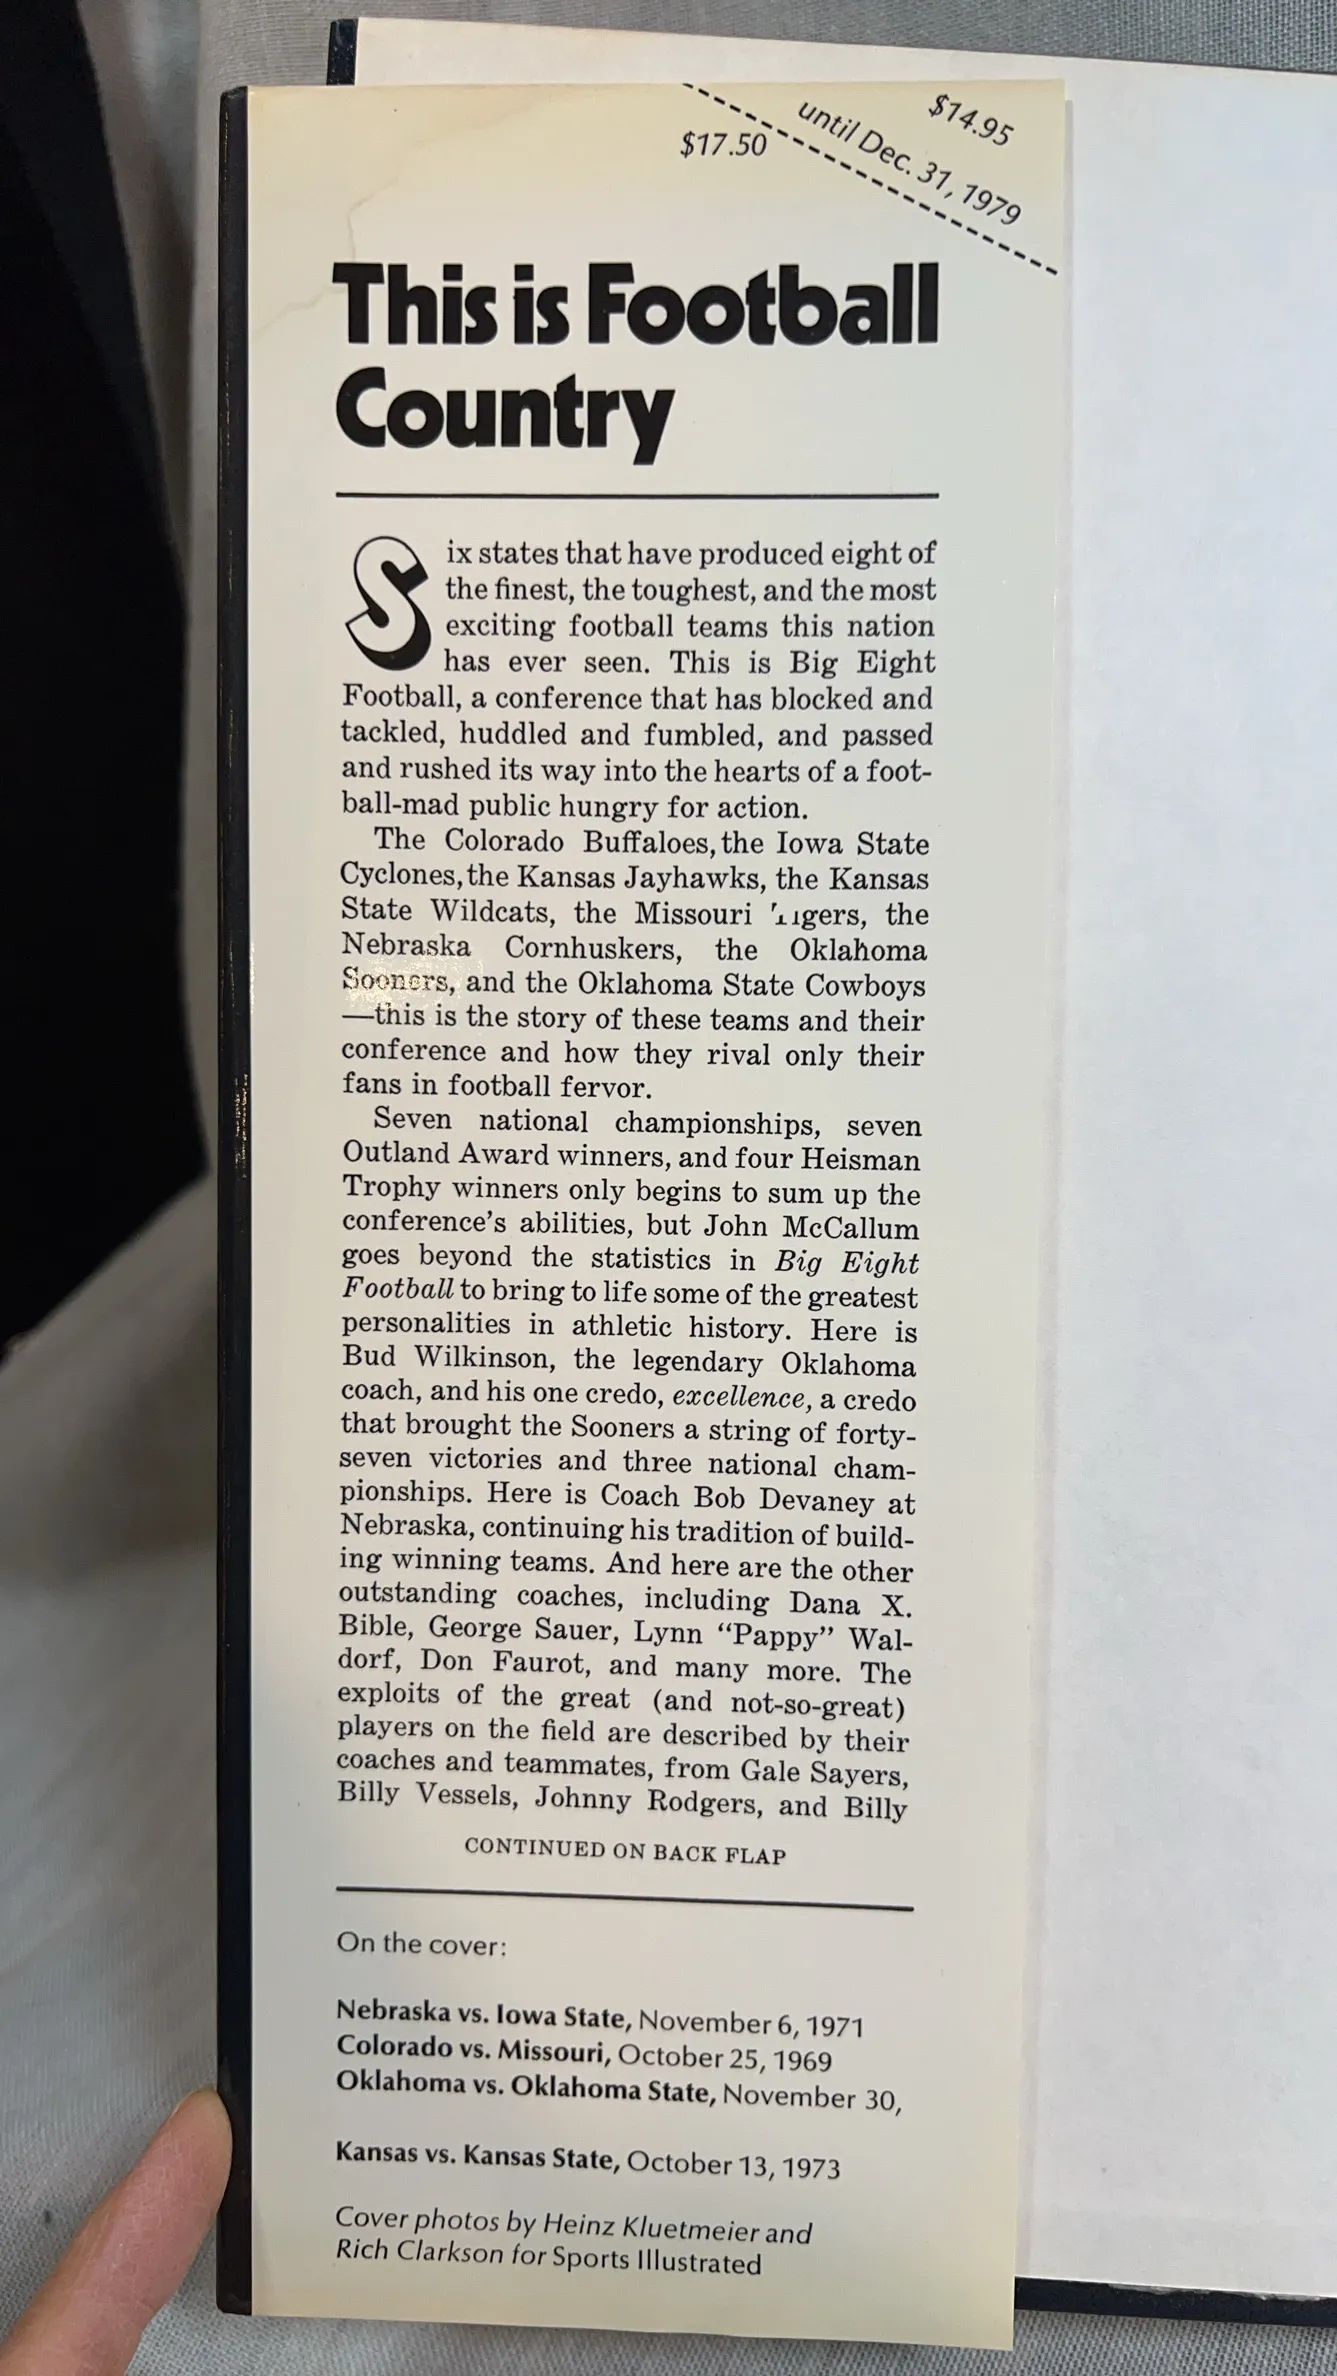 $14.95
until Dec. 31, 1979
$17.50
This is Football
Country
Six states that have produced eight of
the finest, the toughest, and the most
exciting football teams this nation
has ever seen. This is Big Eight
Football, a conference that has blocked and
tackled, huddled and fumbled, and passed
and rushed its way into the hearts of a foot-
ball-mad public hungry for action.
The Colorado Buffaloes, the Iowa State
Cyclones, the Kansas Jayhawks, the Kansas
State Wildcats, the Missouri Tigers, the
Nebraska Cornhuskers, the Oklahoma
Sooners, and the Oklahoma State Cowboys
—this is the story of these teams and their
conference and how they rival only their
fans in football fervor.
Seven national championships, seven
Outland Award winners, and four Heisman
Trophy winners only begins to sum up the
conference's abilities, but John McCallum
goes beyond the statistics in Big Eight
Football to bring to life some of the greatest
personalities in athletic history. Here is
Bud Wilkinson, the legendary Oklahoma
coach, and his one credo, excellence, a credo
that brought the Sooners a string of forty-
seven victories and three national cham-
pionships. Here is Coach Bob Devaney at
Nebraska, continuing his tradition of build-
ing winning teams. And here are the other
outstanding coaches, including Dana X.
Bible, George Sauer, Lynn “Pappy” Wal-
dorf, Don Faurot, and many more. The
exploits of the great (and not-so-great)
players on the field are described by their
coaches and teammates, from Gale Sayers,
Billy Vessels, Johnny Rodgers, and Billy
CONTINUED ON BACK FLAP
On the cover:
Nebraska vs. Iowa State, November 6, 1971
Colorado vs. Missouri, October 25, 1969
Oklahoma vs. Oklahoma State, November 30,
Kansas vs. Kansas State, October 13, 1973
Cover photos by Heinz Kluetmeier and
Rich Clarkson for Sports Illustrated